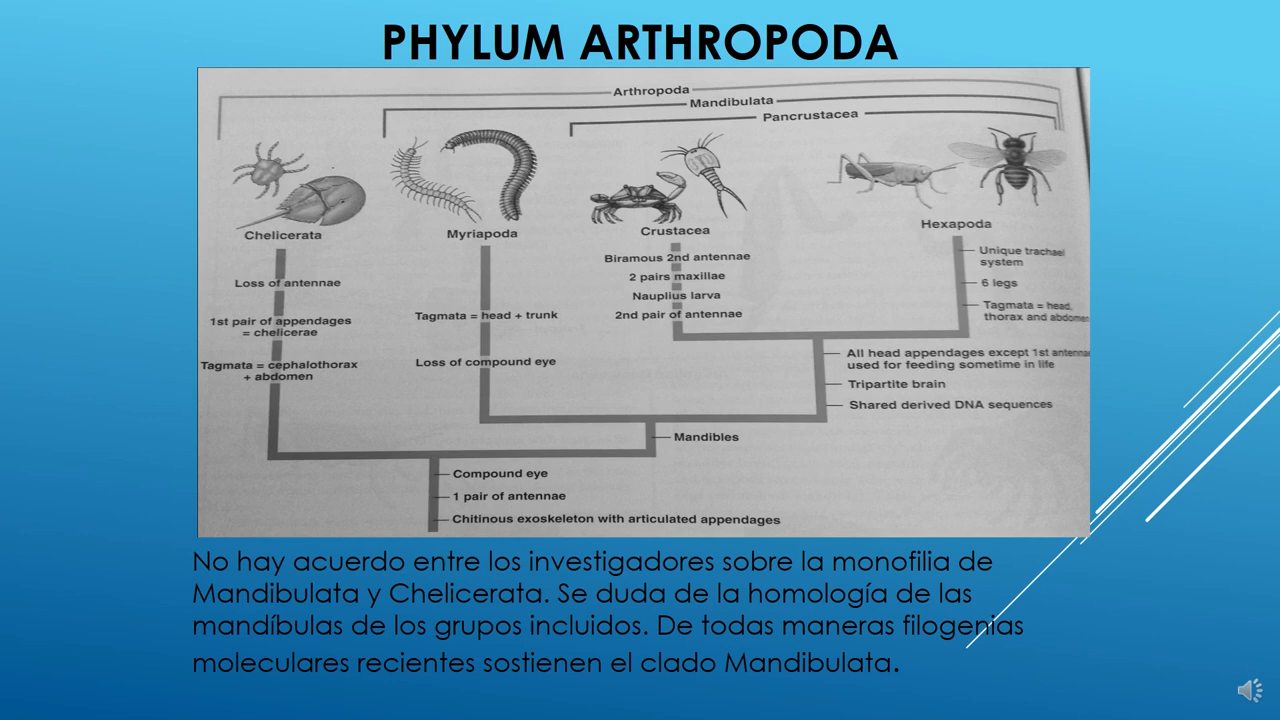 PHYLUM ARTHROPODA
Arthropoda
Mandibulata
Pancrustacea
Chelicerata
Myriapoda
Crustacea
Hexapoda
Loss of antennae
1st pair of appendages
= chelicerae
Tagmata = cephalothorax
+ abdomen
Tagmata = head + trunk
Loss of compound eye
Biramous 2nd antennae
2 pairs maxillae
Nauplius larva
2nd pair of antennae
Unique tracheal
system
6 legs
Tagmata = head,
thorax and abdomen
All head appendages except 1st antennae
used for feeding sometime in life
Tripartite brain
Shared derived DNA sequences
Mandibles
Compound eye
1 pair of antennae
Chitinous exoskeleton with articulated appendages
No hay acuerdo entre los investigadores sobre la monofilia de
Mandibulata y Chelicerata. Se duda de la homología de las
mandíbulas de los grupos incluidos. De todas maneras filogenias
moleculares recientes sostienen el clado Mandibulata.